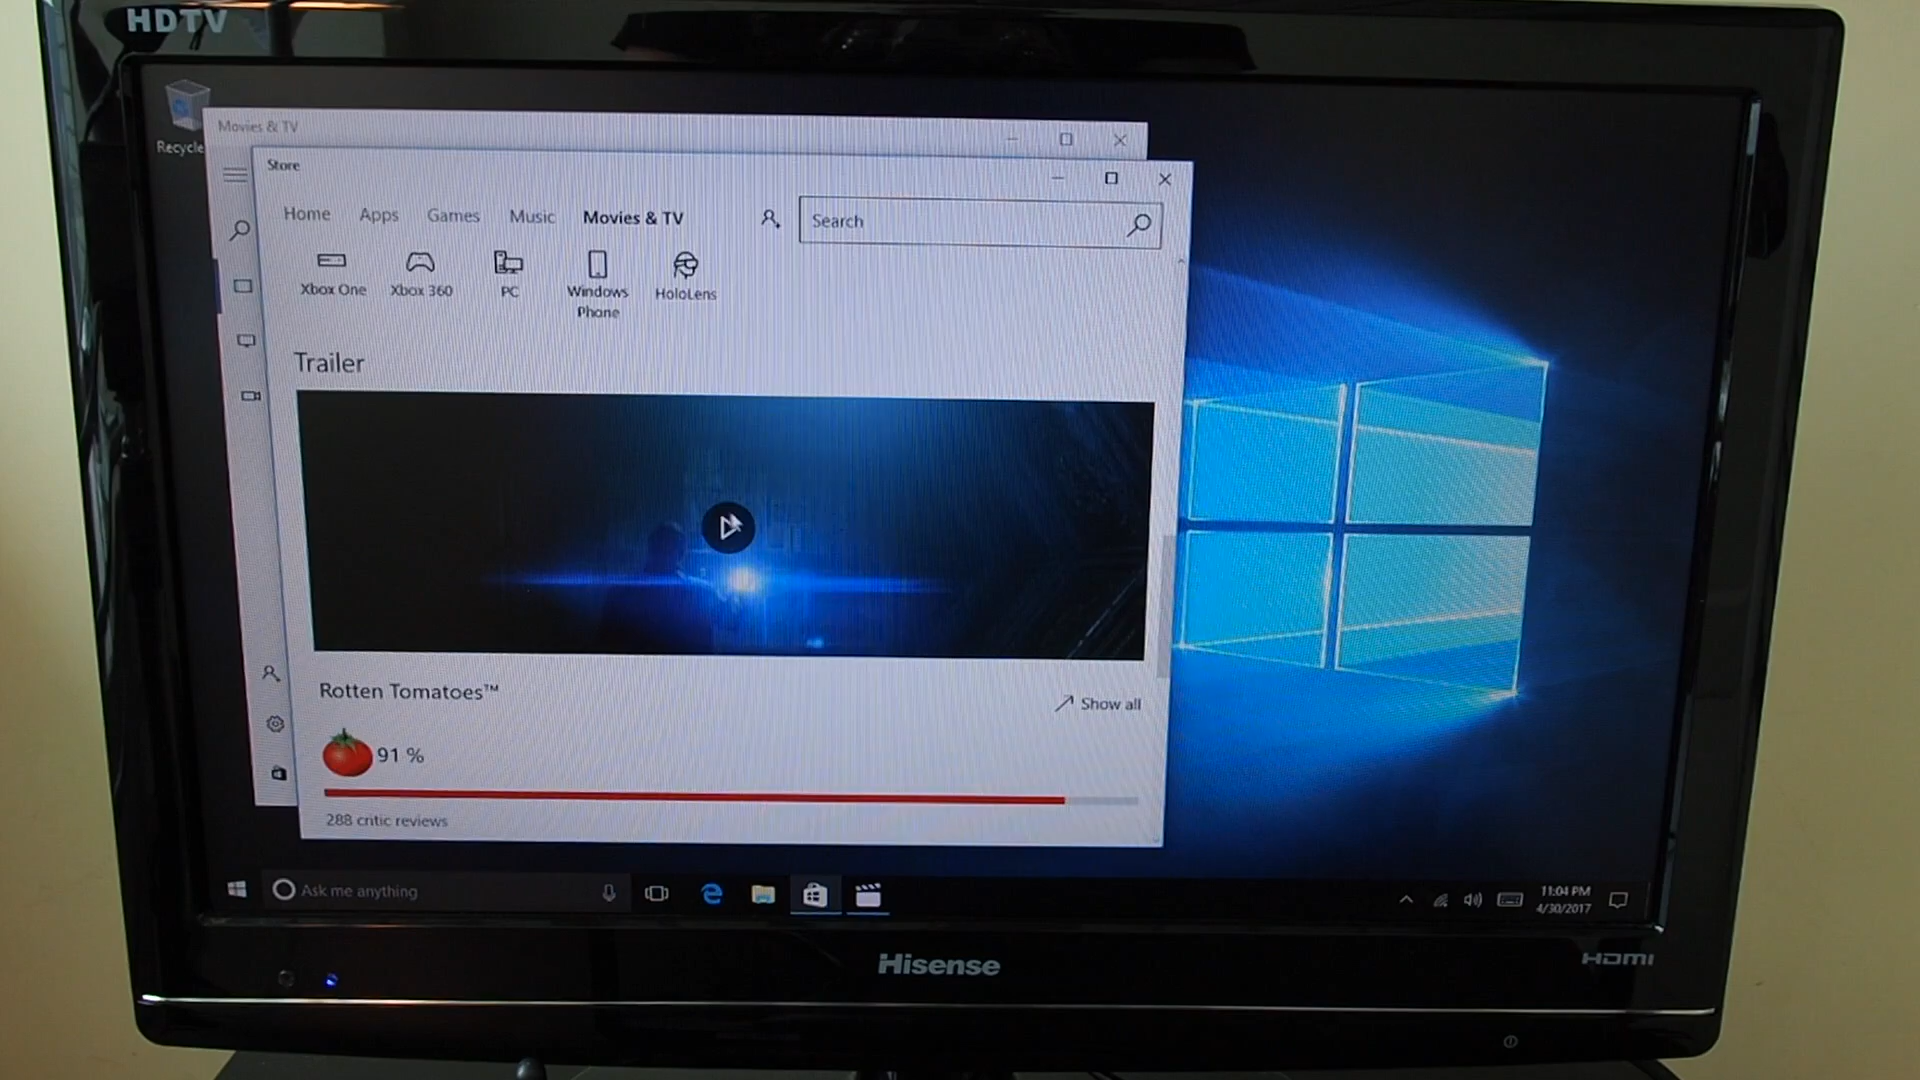 HDTV
Recycle
Movies & TV
Store
Home Apps Games Music Movies & TV
Search
Xbox One Xbox 360 PC Windows Phone HoloLens
Trailer
Rotten Tomatoes™
Show all
91 %
288 critic reviews
Ask me anything
11:04 PM
4/30/2017
Hisense
HDMI